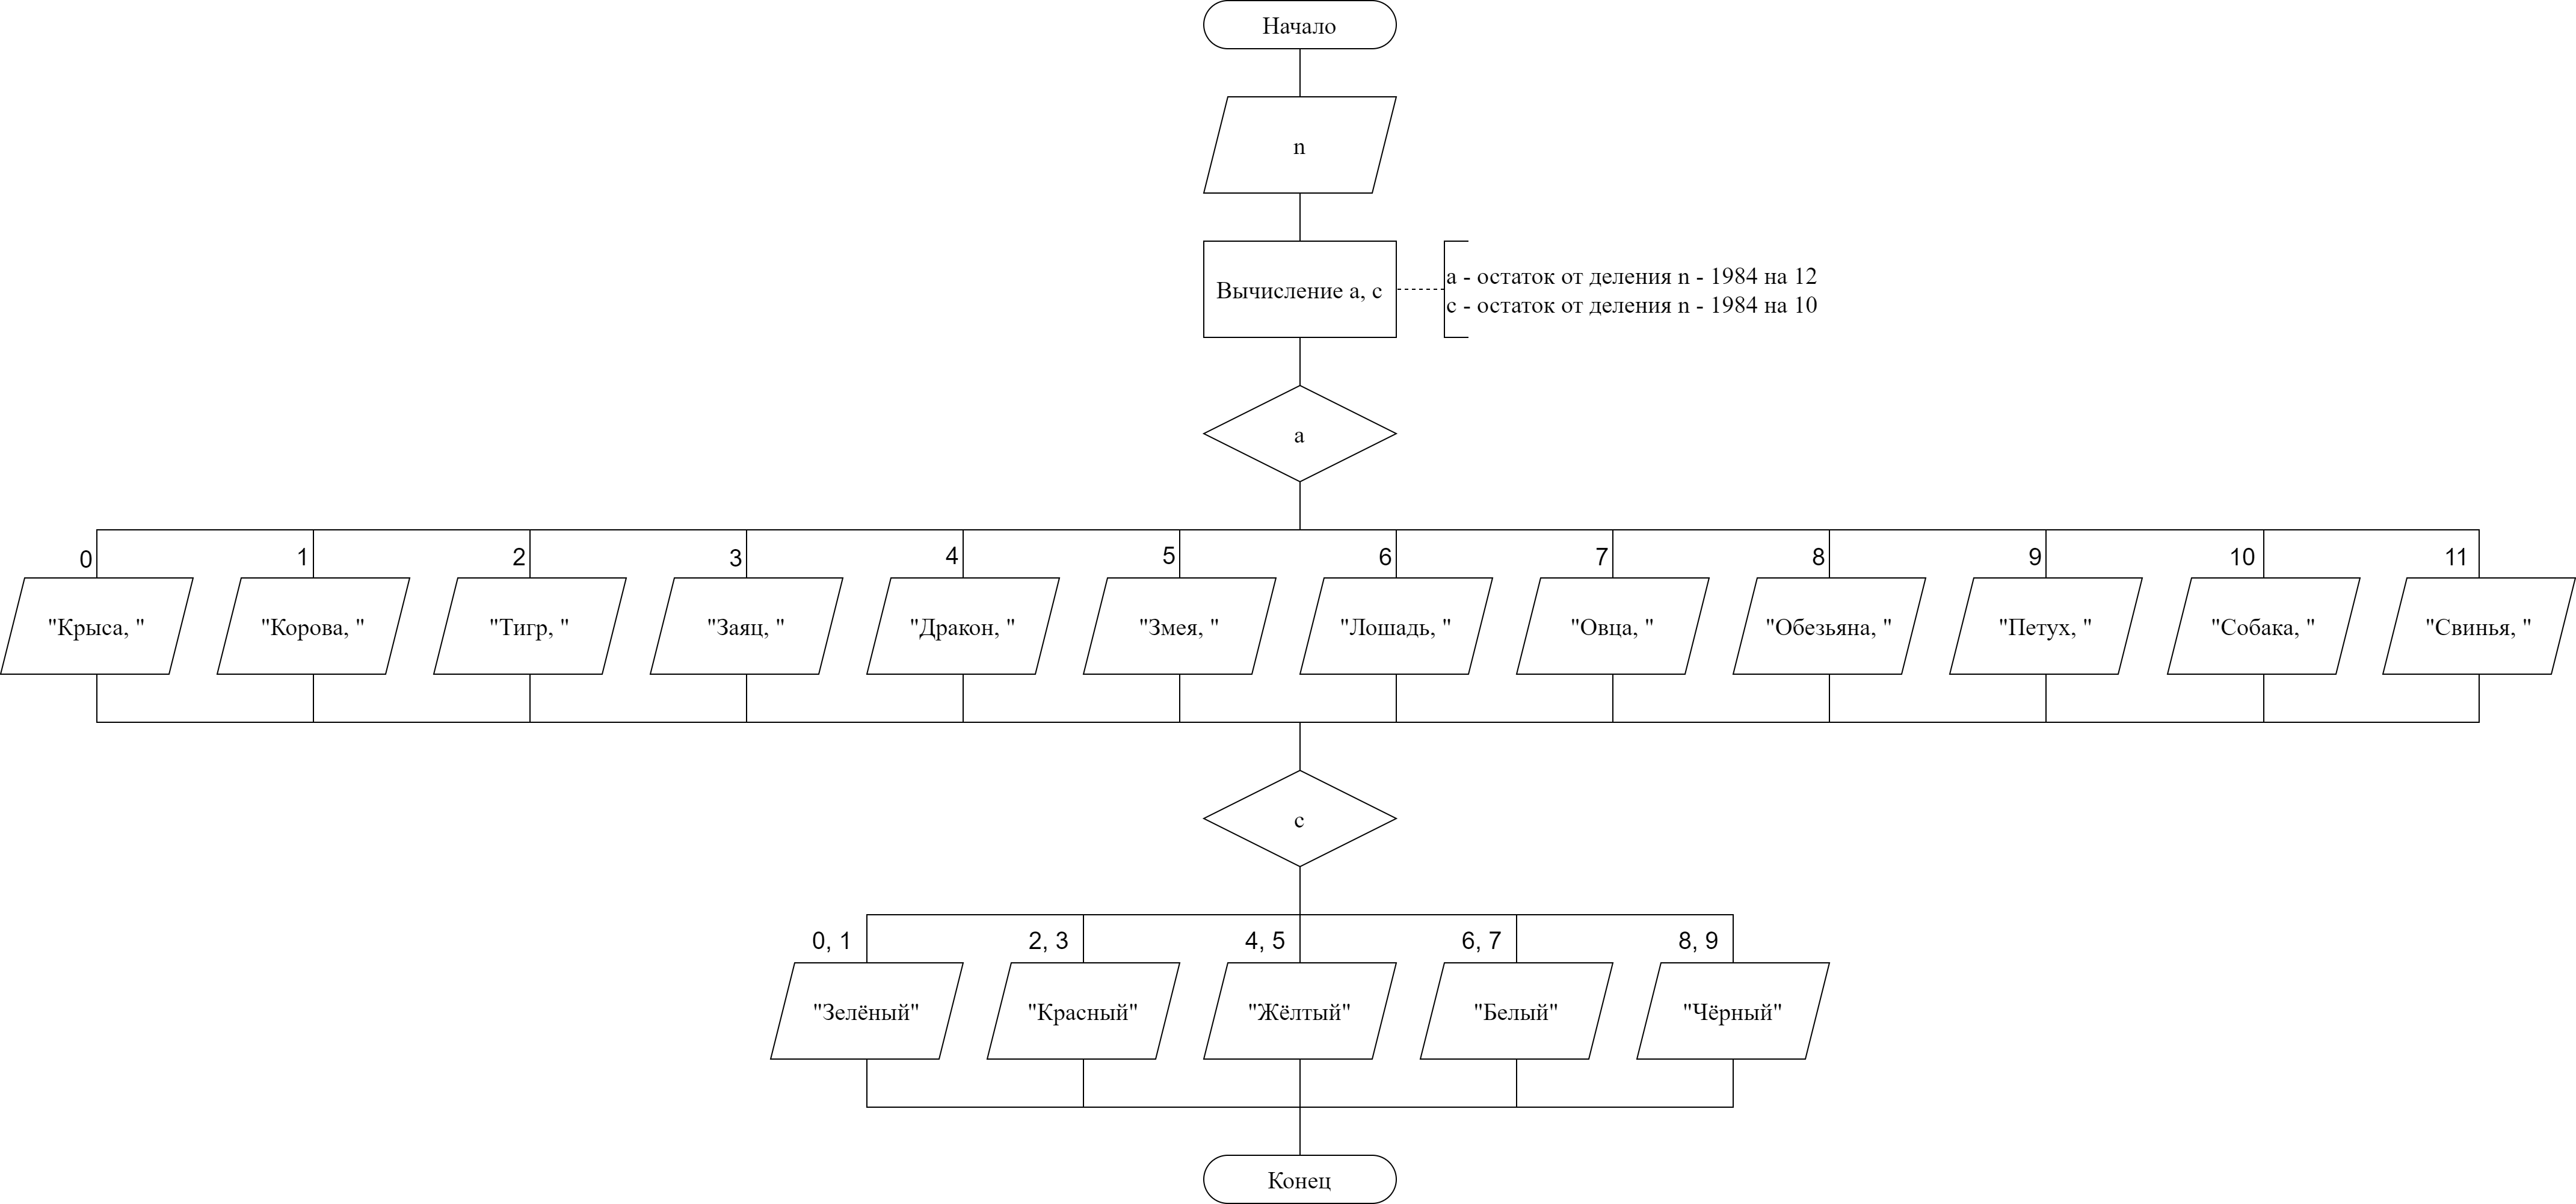 Начало
n
Вычисление a, c
a - остаток от деления n - 1984 на 12
c - остаток от деления n - 1984 на 10
a
0
1
2
3
4
5
6
7
8
9
10
11
"Крыса, "
"Корова, "
"Тигр, "
"Заяц, "
"Дракон, "
"Змея, "
"Лошадь, "
"Овца, "
"Обезьяна, "
"Петух, "
"Собака, "
"Свинья, "
c
0, 1
2, 3
4, 5
6, 7
8, 9
"Зелёный"
"Красный"
"Жёлтый"
"Белый"
"Чёрный"
Конец